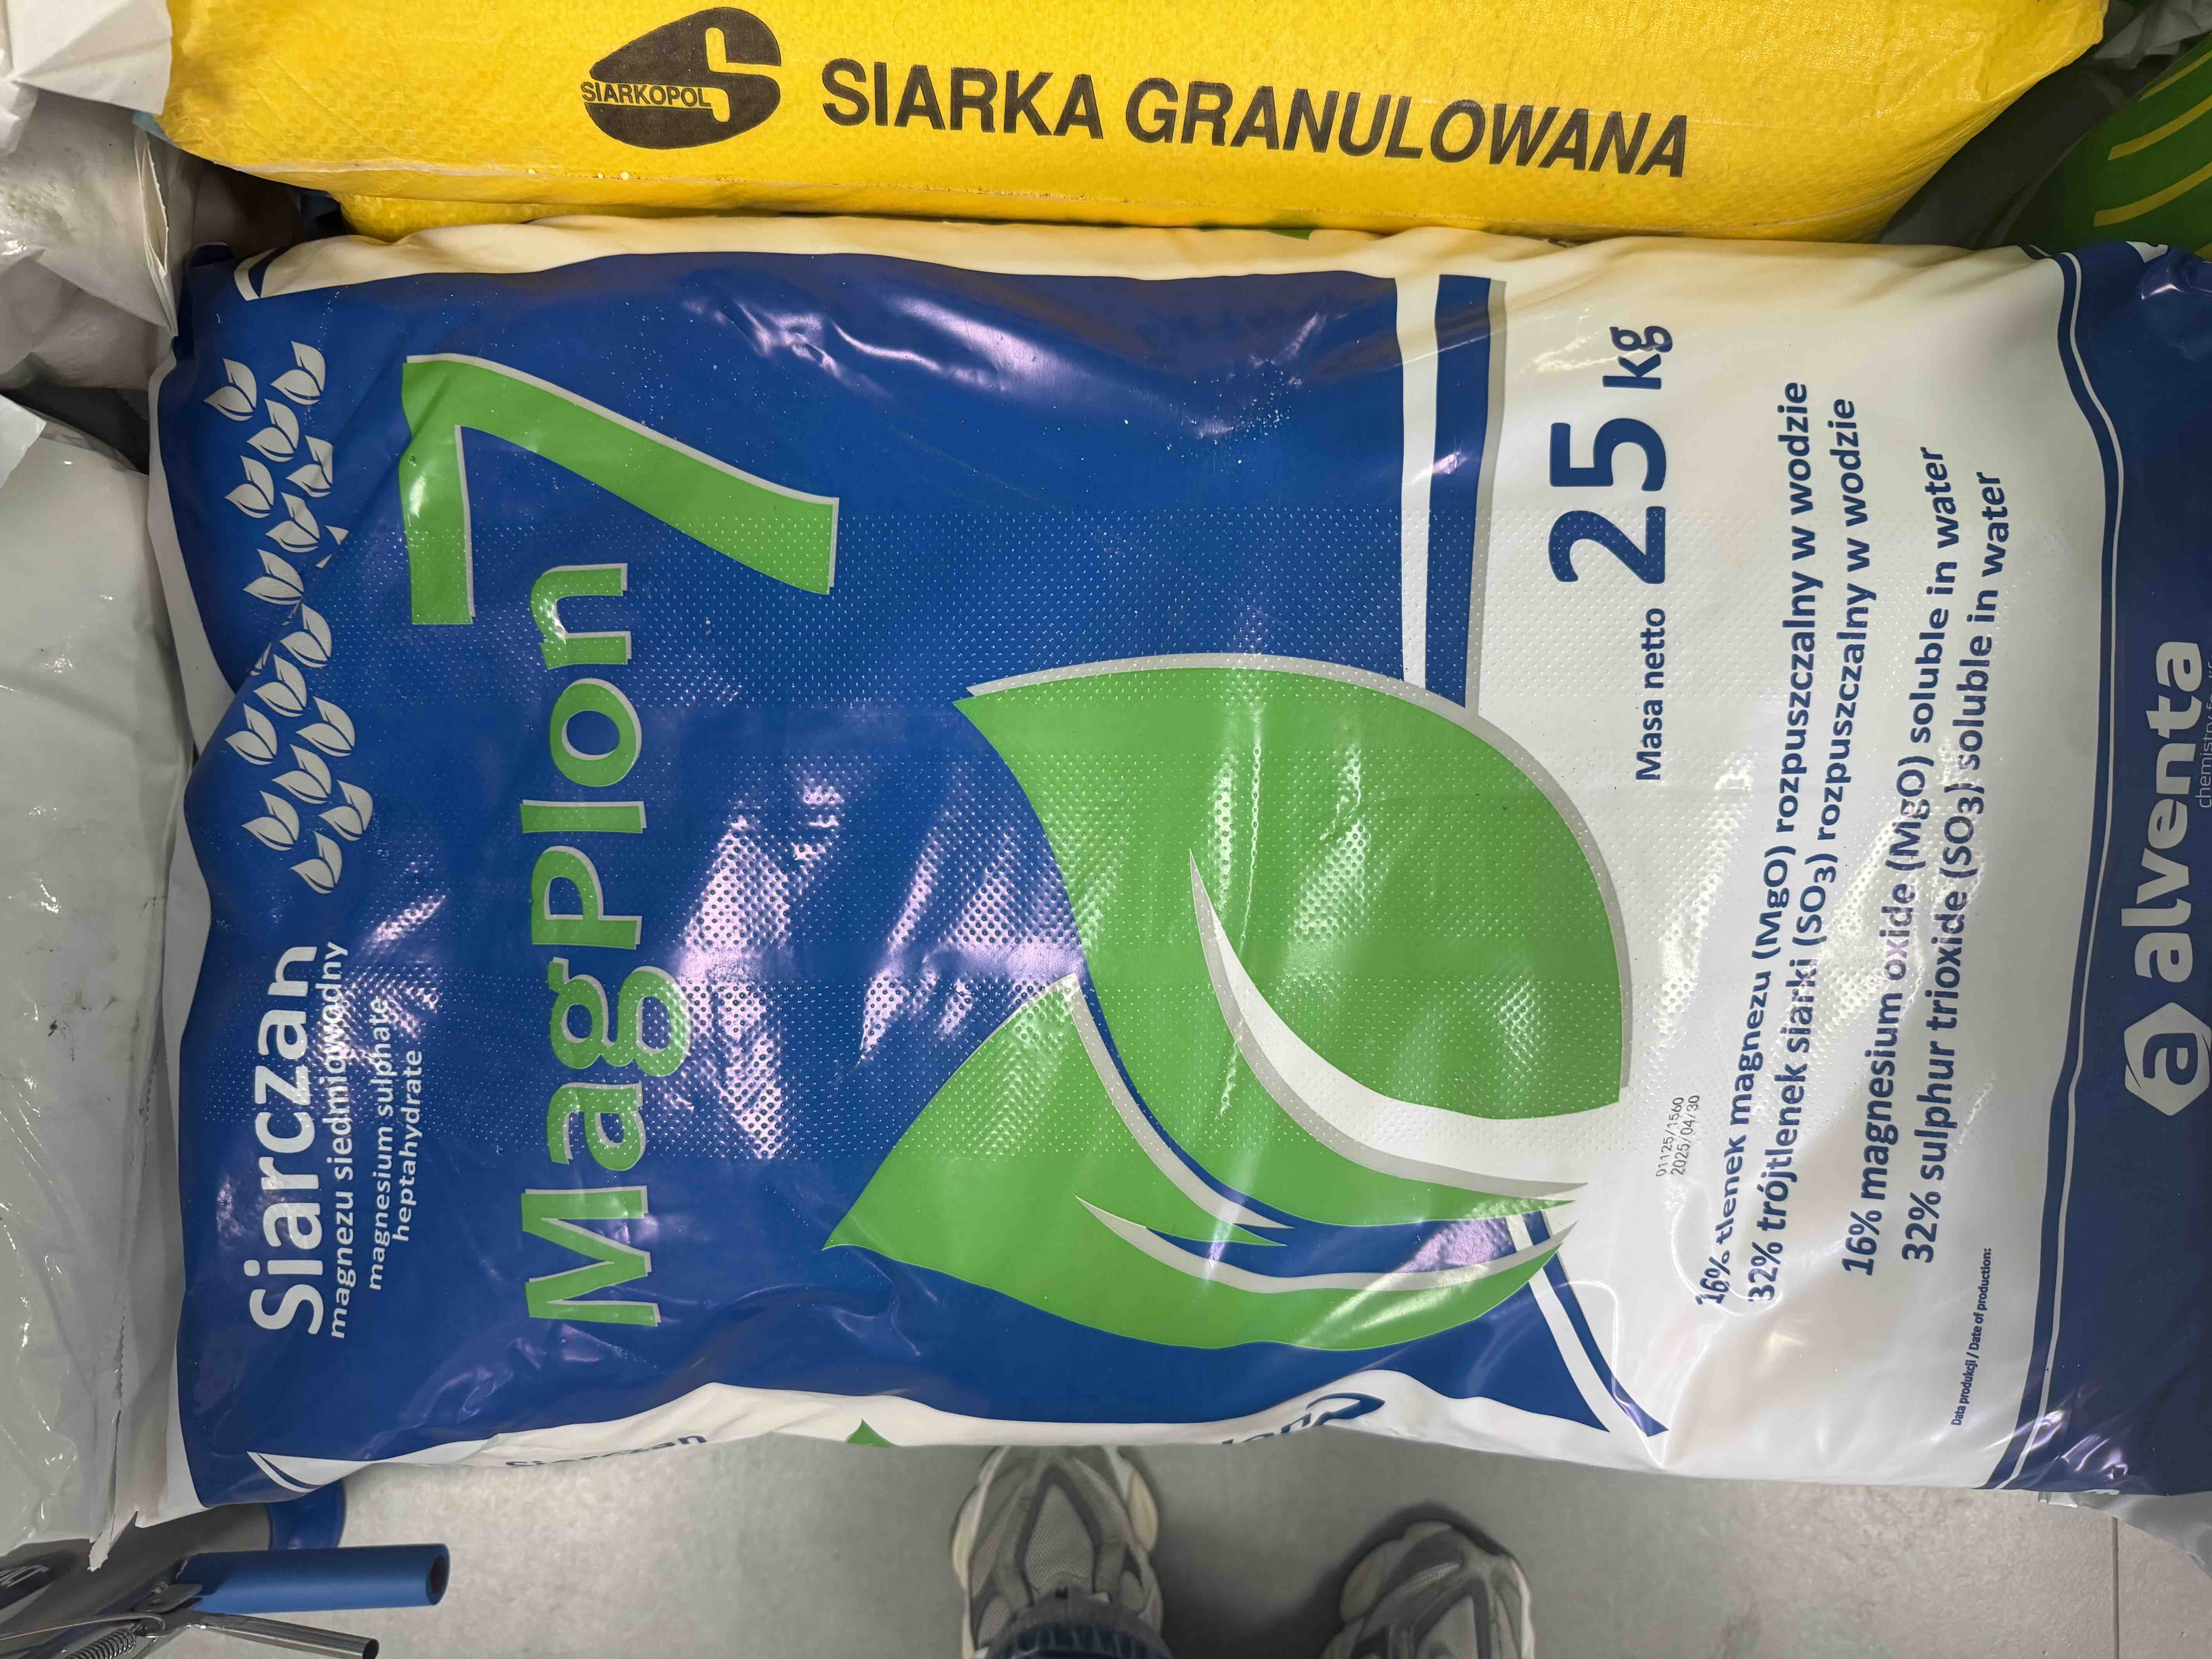 SIARKOPOL
SIARKA GRANULOWANA
Siarczan
magnezu siedmiowodny
magnesium sulphate
heptahydrate
Magplon
7
Masa netto 25 kg
01125/1560
2025/04/30
16% tlenek magnezu (MgO) rozpuszczalny w wodzie
32% trójtlenek siarki (SO3) rozpuszczalny w wodzie
16% magnesium oxide (MgO) soluble in water
32% sulphur trioxide (SO3) soluble in water
Data produkcji / Date of production:
a alventa
chemistry
Siarczan